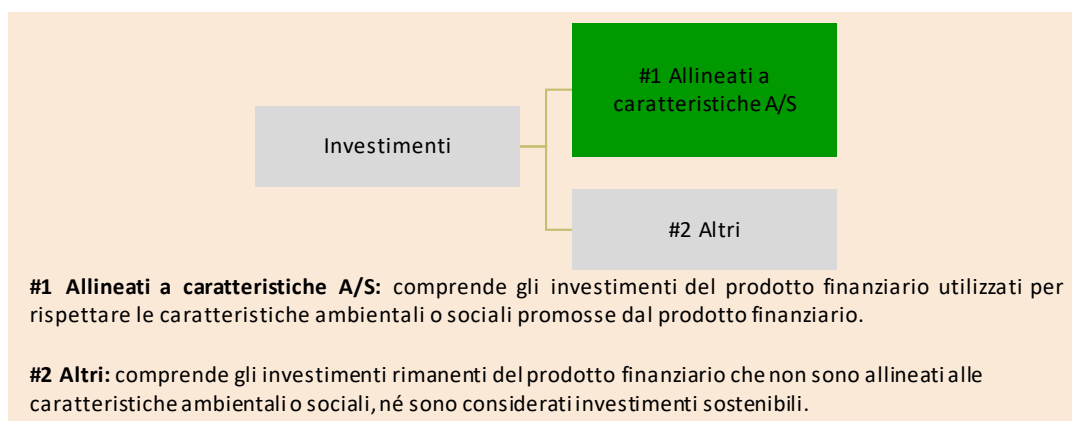 #1 Allineati a
caratteristiche A/S
Investimenti
#2 Altri
#1 Allineati a caratteristiche A/S: comprende gli investimenti del prodotto finanziario utilizzati per
rispettare le caratteristiche ambientali o sociali promosse dal prodotto finanziario.
#2 Altri: comprende gli investimenti rimanenti del prodotto finanziario che non sono allineati alle
caratteristiche ambientali o sociali, né sono considerati investimenti sostenibili.